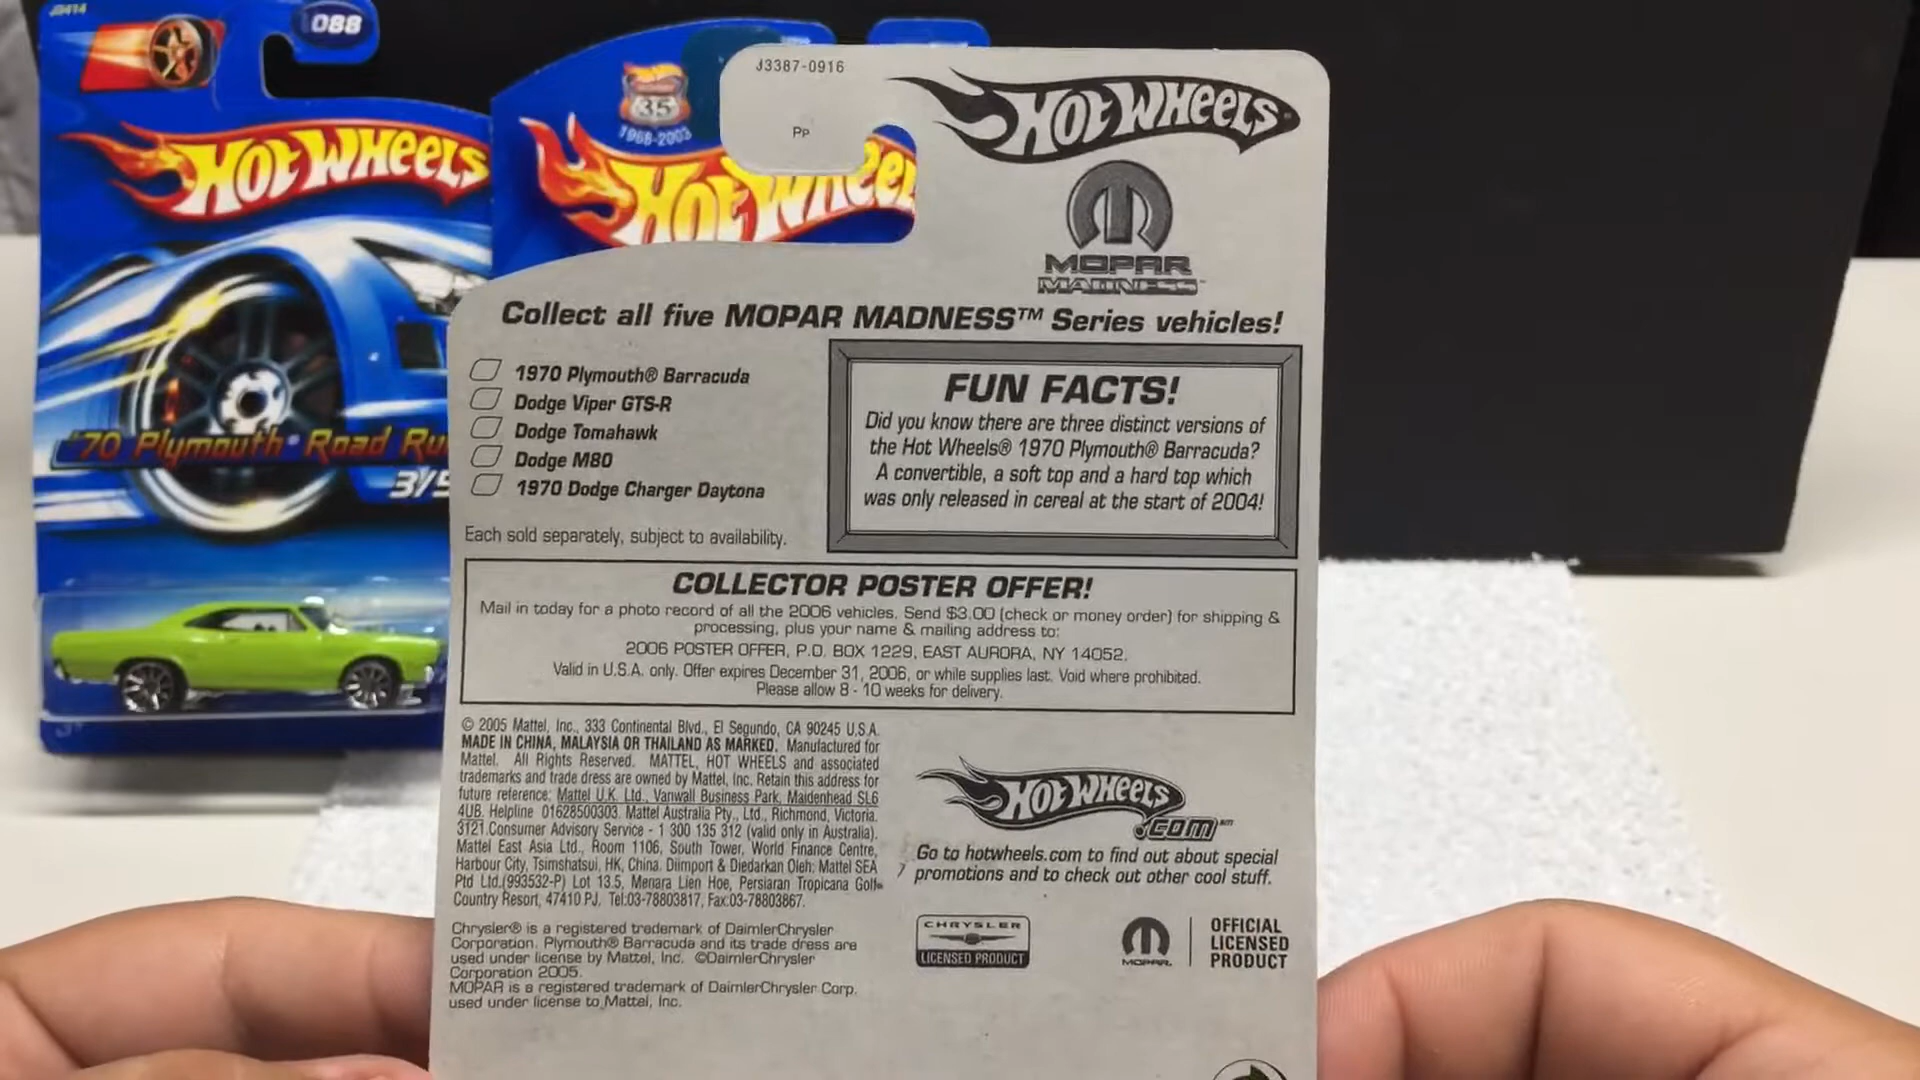 J3414
088
HOT WHEELS
'70 Plymouth® Road Ru
3/5
35
1968-2003
HOT WHEEL
J3387-0916
Pp
HOT WHEELS
MOPAR
MADNESS™
Collect all five MOPAR MADNESS™ Series vehicles!
1970 Plymouth® Barracuda
Dodge Viper GTS-R
Dodge Tomahawk
Dodge M80
1970 Dodge Charger Daytona
Each sold separately, subject to availability.
FUN FACTS!
Did you know there are three distinct versions of
the Hot Wheels® 1970 Plymouth® Barracuda?
A convertible, a soft top and a hard top which
was only released in cereal at the start of 2004!
COLLECTOR POSTER OFFER!
Mail in today for a photo record of all the 2006 vehicles. Send $3.00 (check or money order) for shipping &
processing, plus your name & mailing address to:
2006 POSTER OFFER, P.O. BOX 1229, EAST AURORA, NY 14052.
Valid in U.S.A. only. Offer expires December 31, 2006, or while supplies last. Void where prohibited.
Please allow 8 - 10 weeks for delivery.
© 2005 Mattel, Inc., 333 Continental Blvd., El Segundo, CA 90245 U.S.A.
MADE IN CHINA, MALAYSIA OR THAILAND AS MARKED. Manufactured for
Mattel. All Rights Reserved. MATTEL, HOT WHEELS and associated
trademarks and trade dress are owned by Mattel, Inc. Retain this address for
future reference: Mattel U.K. Ltd., Vanwall Business Park, Maidenhead SL6
4UB. Helpline 01628500303. Mattel Australia Pty., Ltd., Richmond, Victoria.
3121.Consumer Advisory Service - 1 300 135 312 (valid only in Australia).
Mattel East Asia Ltd., Room 1106, South Tower, World Finance Centre,
Harbour City, Tsimshatsui, HK, China. Diimport & Diedarkan Oleh: Mattel SEA
Ptd Ltd.(993532-P) Lot 13.5, Menara Lien Hoe, Persiaran Tropicana Golf
Country Resort, 47410 PJ. Tel:03-78803817, Fax:03-78803867.
Chrysler® is a registered trademark of DaimlerChrysler
Corporation. Plymouth® Barracuda and its trade dress are
used under license by Mattel, Inc. ©DaimlerChrysler
Corporation 2005.
MOPAR is a registered trademark of DaimlerChrysler Corp.
used under license to Mattel, Inc.
HOT WHEELS
.COM™
Go to hotwheels.com to find out about special
promotions and to check out other cool stuff.
CHRYSLER
LICENSED PRODUCT
MOPAR.
OFFICIAL
LICENSED
PRODUCT